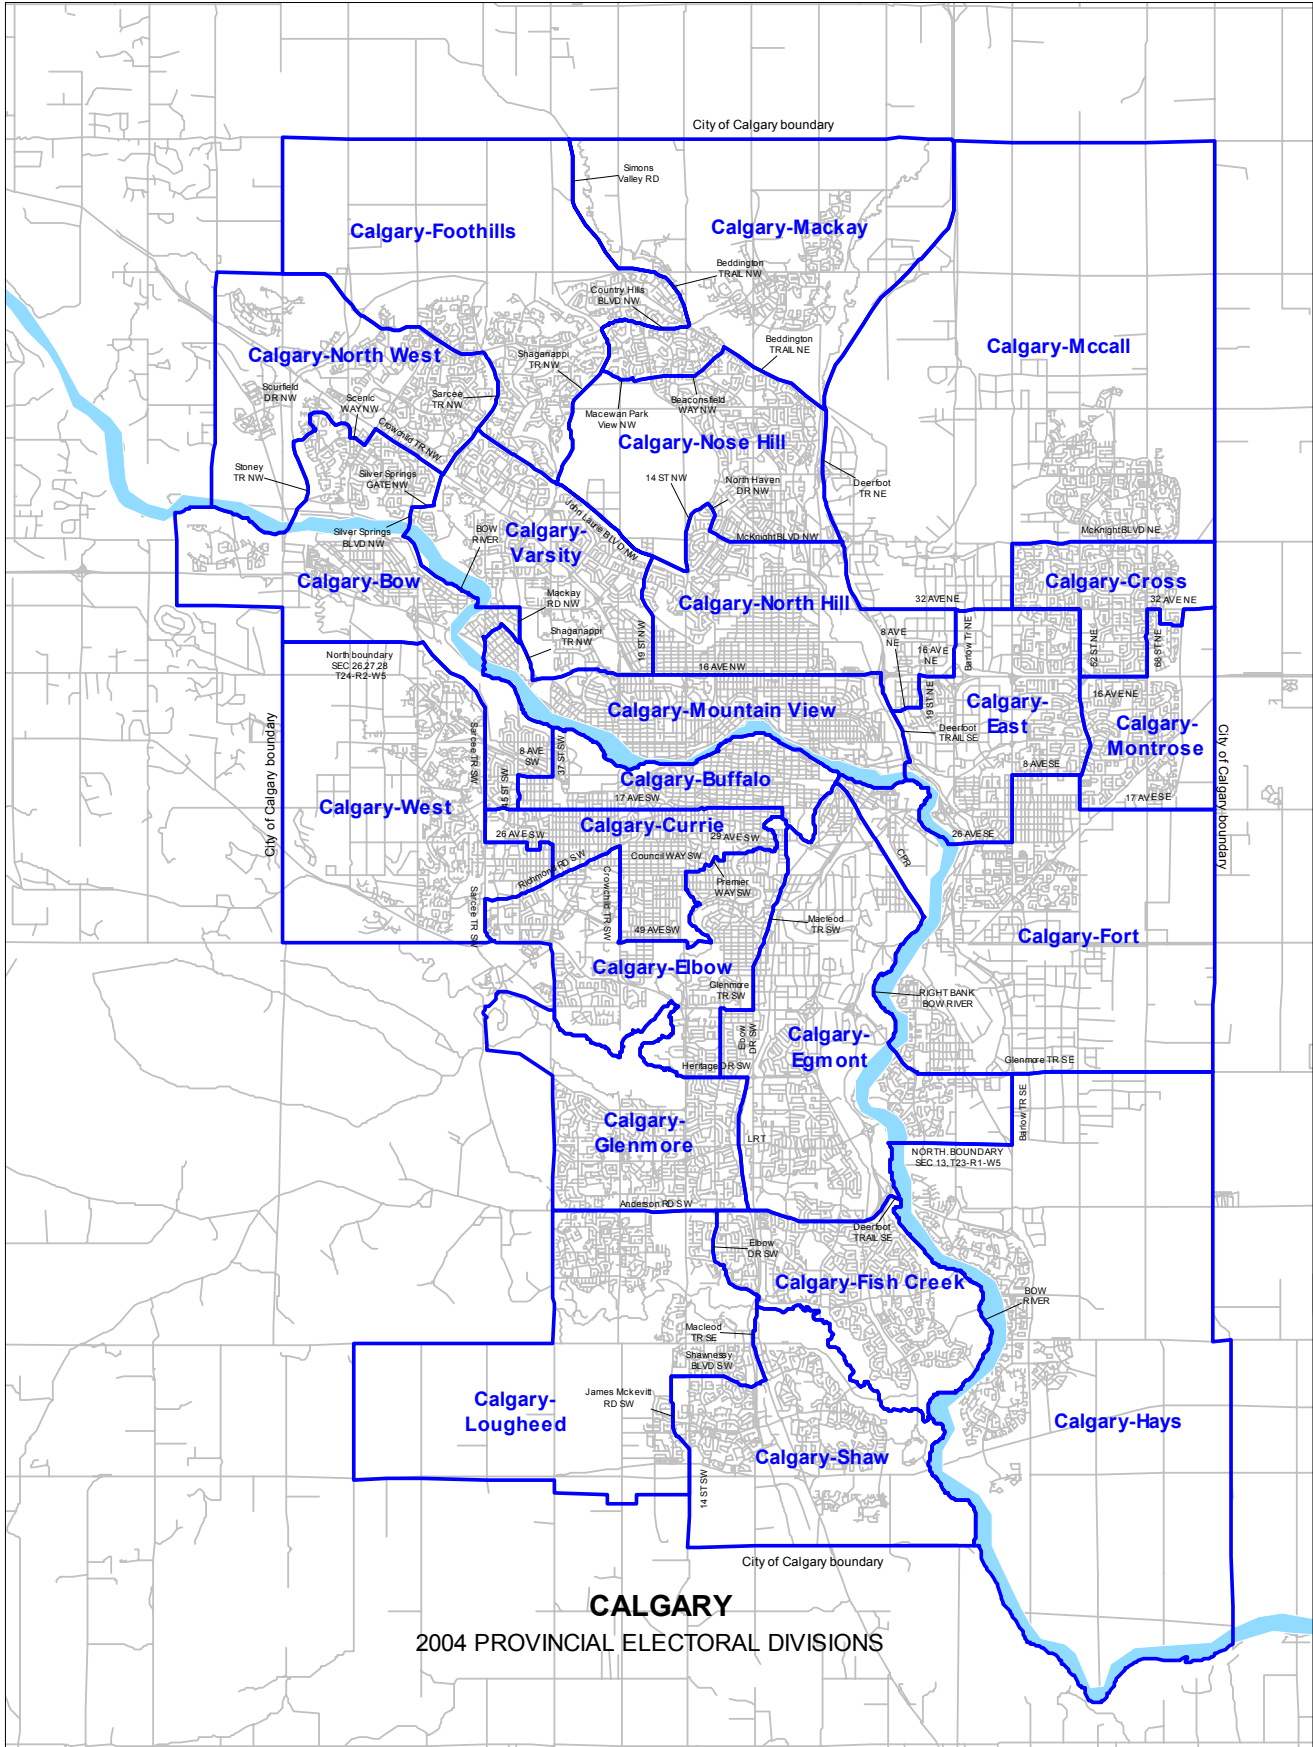 City of Calgary boundary
Simons
Valley RD
Calgary-Foothills
Calgary-Mackay
Beddington
TRAIL NW
Country Hills
BLVD NW
Beddington
TRAIL NE
Calgary-North West
Shaganappi
TR NW
Calgary-Mccall
Scurfield
DR NW
Scenic
WAY NW
Sarcee
TR NW
Macewan Park
View NW
Beaconsfield
WAY NW
Crowchild TR NW
Calgary-Nose Hill
Stoney
TR NW
Silver Springs
GATE NW
14 ST NW
North Haven
DR NW
Deerfoot
TR NE
Silver Springs
BLVD NW
BOW
RIVER
Calgary-
Varsity
John Laurie BLVD NW
McKnight BLVD NW
McKnight BLVD NE
Calgary-Bow
Calgary-Cross
Mackay
RD NW
Calgary-North Hill
32 AVE NE
32 AVE NE
Shaganappi
TR NW
19 ST NW
8 AVE
NE
16 AVE
NE
Barlow Tr NE
52 ST NE
68 ST NE
North boundary
SEC 26,27,28
T24-R2-W5
16 AVE NW
19 ST NE
16 AVE NE
Calgary-Mountain View
Calgary-
East
Calgary-
Montrose
City of Calgary boundary
Sarcee TR SW
8 AVE
SW
37 ST SW
Deerfoot
TRAIL SE
City of Calgary boundary
45 ST SW
Calgary-Buffalo
8 AVE SE
Calgary-West
17 AVE SW
17 AVE SE
Calgary-Currie
26 AVE SW
29 AVE SW
26 AVE SE
Richmond RD SW
Council WAY SW
CPR
Crowchild TR SW
Premier
WAY SW
Sarcee TR SW
49 AVE SW
Macleod
TR SW
Calgary-Fort
Calgary-Elbow
Glenmore
TR SW
RIGHT BANK
BOW RIVER
Elbow
DR SW
Calgary-
Egmont
Heritage DR SW
Glenmore TR SE
Barlow TR SE
Calgary-
Glenmore
LRT
NORTH. BOUNDARY
SEC 13, T23-R1-W5
Anderson RD SW
Deerfoot
TRAIL SE
Elbow
DR SW
Calgary-Fish Creek
BOW
RIVER
Macleod
TR SE
Shawnessy
BLVD SW
James Mckevitt
RD SW
Calgary-
Lougheed
Calgary-Hays
Calgary-Shaw
14 ST SW
City of Calgary boundary
CALGARY
2004 PROVINCIAL ELECTORAL DIVISIONS